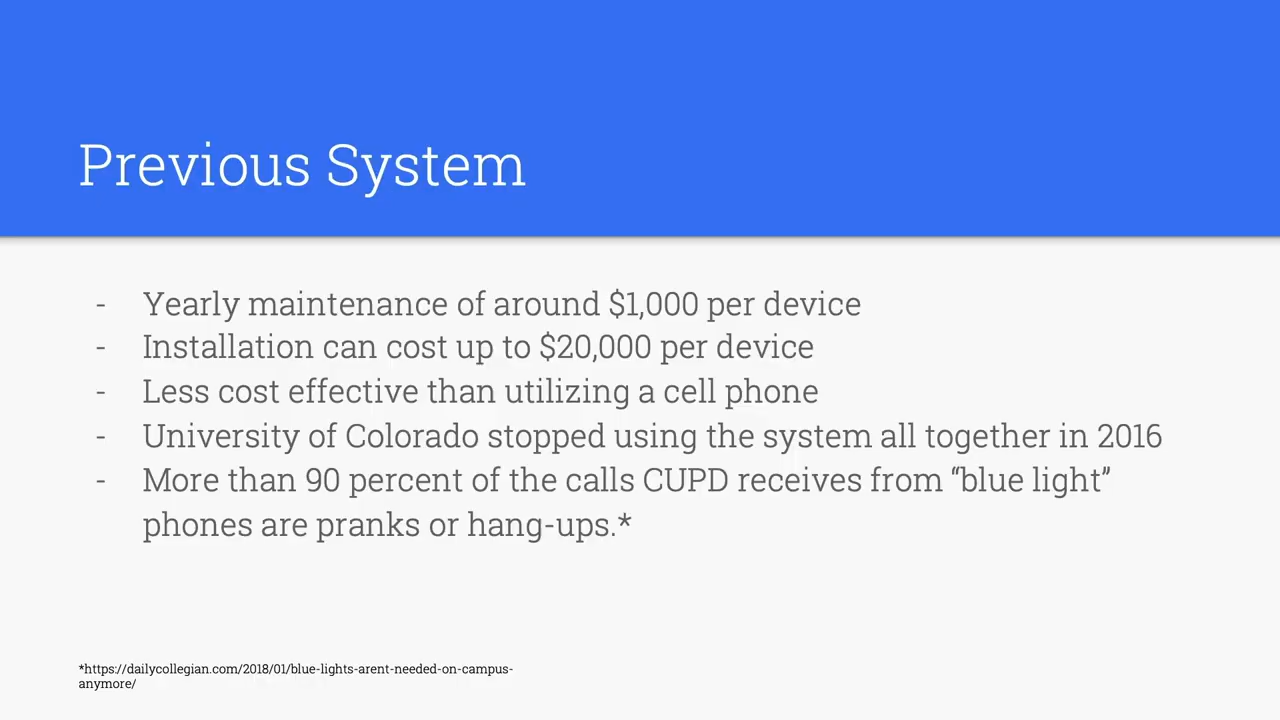 Previous System
- Yearly maintenance of around $1,000 per device
- Installation can cost up to $20,000 per device
- Less cost effective than utilizing a cell phone
- University of Colorado stopped using the system all together in 2016
- More than 90 percent of the calls CUPD receives from “blue light”
phones are pranks or hang-ups.*
*https://dailycollegian.com/2018/01/blue-lights-arent-needed-on-campus-
anymore/